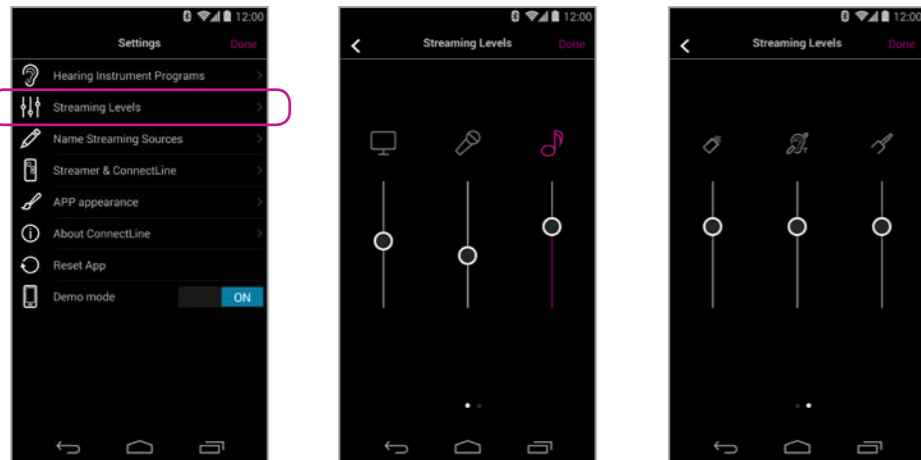 12:00
Settings Done
Hearing Instrument Programs
Streaming Levels
Name Streaming Sources
Streamer & ConnectLine
APP appearance
About ConnectLine
Reset App
Demo mode ON
12:00
Streaming Levels Done
12:00
Streaming Levels Done
T